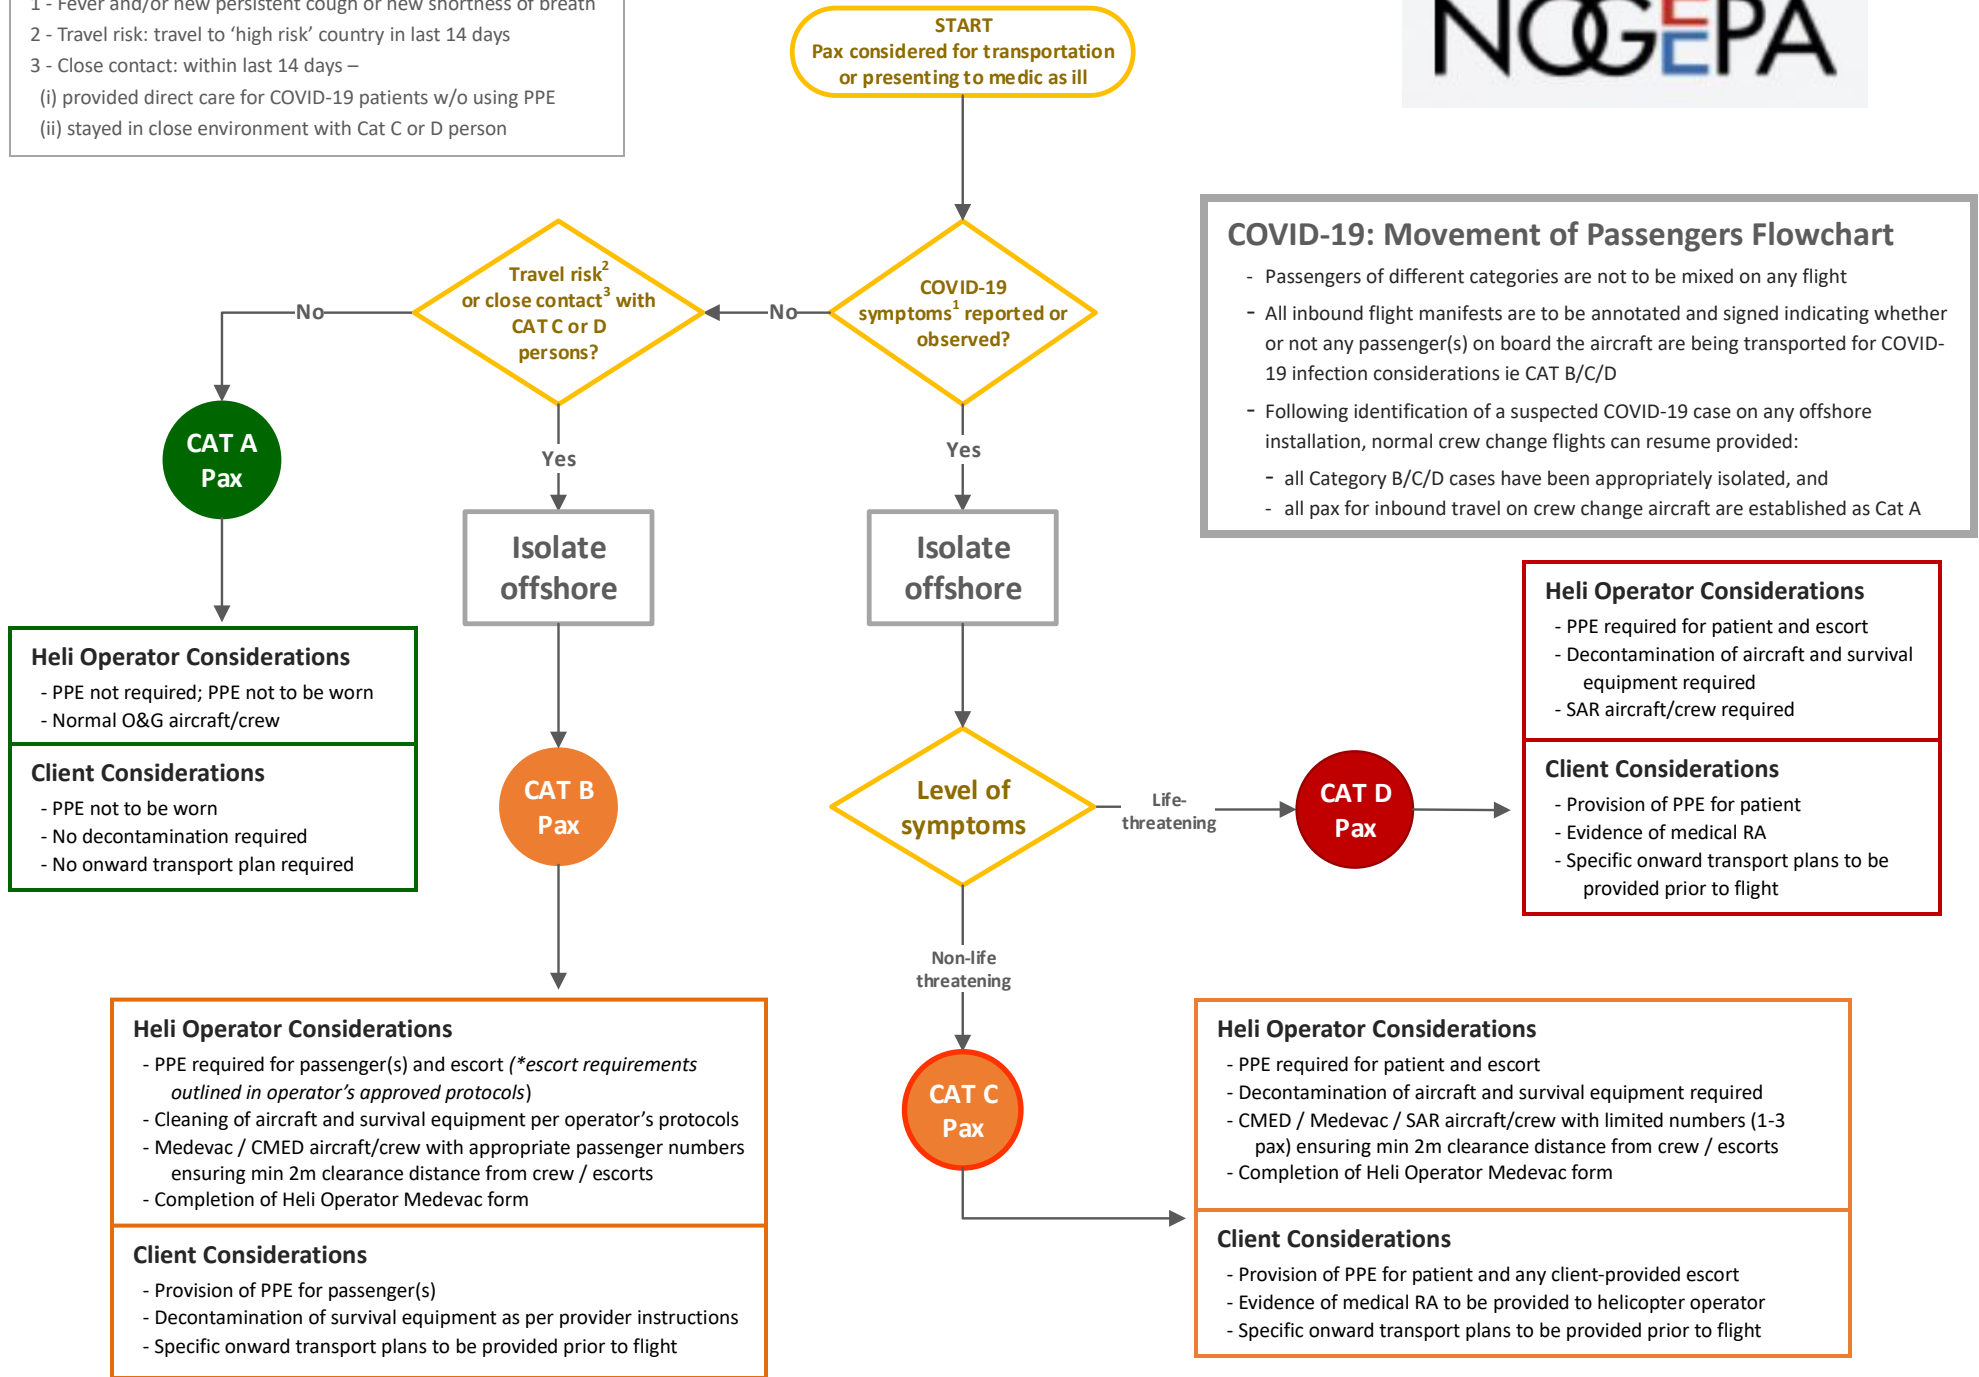 1 - Fever and/or new persistent cough or new shortness of breath
2 - Travel risk: travel to ‘high risk’ country in last 14 days
3 - Close contact: within last 14 days –
(i) provided direct care for COVID-19 patients w/o using PPE
(ii) stayed in close environment with Cat C or D person
START
Pax considered for transportation
or presenting to medic as ill
NOGEPA
COVID-19: Movement of Passengers Flowchart
- Passengers of different categories are not to be mixed on any flight
- All inbound flight manifests are to be annotated and signed indicating whether
or not any passenger(s) on board the aircraft are being transported for COVID-
19 infection considerations ie CAT B/C/D
- Following identification of a suspected COVID-19 case on any offshore
installation, normal crew change flights can resume provided:
- all Category B/C/D cases have been appropriately isolated, and
- all pax for inbound travel on crew change aircraft are established as Cat A
COVID-19
symptoms1 reported or
observed?
No
Travel risk2
or close contact3 with
CAT C or D
persons?
No
CAT A
Pax
Yes
Yes
Isolate
offshore
Isolate
offshore
Heli Operator Considerations
- PPE not required; PPE not to be worn
- Normal O&G aircraft/crew
Client Considerations
- PPE not to be worn
- No decontamination required
- No onward transport plan required
CAT B
Pax
Level of
symptoms
Life-
threatening
CAT D
Pax
Heli Operator Considerations
- PPE required for patient and escort
- Decontamination of aircraft and survival
equipment required
- SAR aircraft/crew required
Client Considerations
- Provision of PPE for patient
- Evidence of medical RA
- Specific onward transport plans to be
provided prior to flight
Non-life
threatening
CAT C
Pax
Heli Operator Considerations
- PPE required for passenger(s) and escort (*escort requirements
outlined in operator’s approved protocols)
- Cleaning of aircraft and survival equipment per operator’s protocols
- Medevac / CMED aircraft/crew with appropriate passenger numbers
ensuring min 2m clearance distance from crew / escorts
- Completion of Heli Operator Medevac form
Client Considerations
- Provision of PPE for passenger(s)
- Decontamination of survival equipment as per provider instructions
- Specific onward transport plans to be provided prior to flight
Heli Operator Considerations
- PPE required for patient and escort
- Decontamination of aircraft and survival equipment required
- CMED / Medevac / SAR aircraft/crew with limited numbers (1-3
pax) ensuring min 2m clearance distance from crew / escorts
- Completion of Heli Operator Medevac form
Client Considerations
- Provision of PPE for patient and any client-provided escort
- Evidence of medical RA to be provided to helicopter operator
- Specific onward transport plans to be provided prior to flight